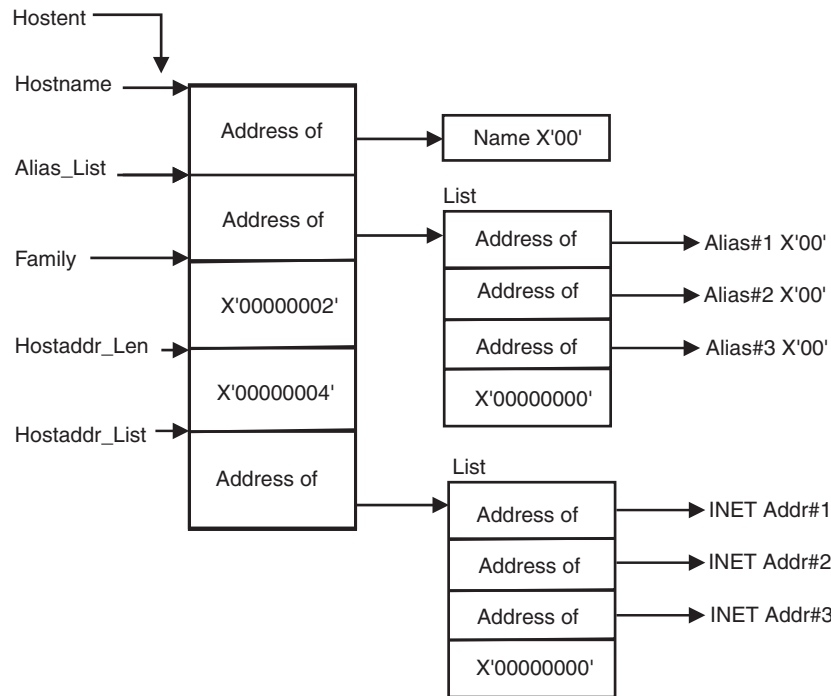 Hostent
Hostname
Address of
Name X'00'
Alias_List
List
Address of
Address of
Alias#1 X'00'
Family
X'00000002'
Address of
Alias#2 X'00'
Hostaddr_Len
Address of
Alias#3 X'00'
X'00000004'
X'00000000'
Hostaddr_List
Address of
List
Address of
INET Addr#1
Address of
INET Addr#2
Address of
INET Addr#3
X'00000000'